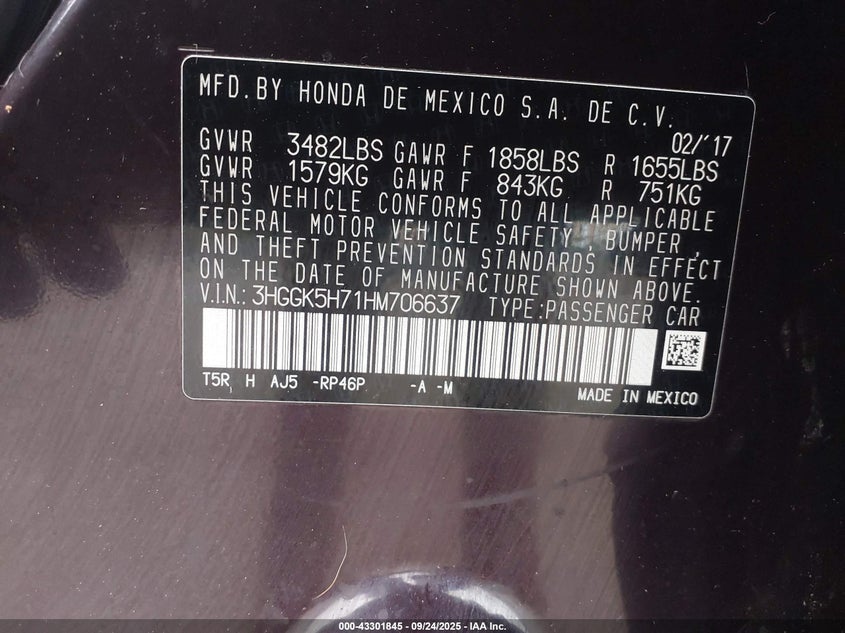 MFD.BY HONDA DE MEXICO S.A. DE C.V.
02/'17
GVWR 3482LBS GAWR F 1858LBS R 1655LBS
GVWR 1579KG GAWR F 843KG R 751KG
THIS VEHICLE CONFORMS TO ALL APPLICABLE
FEDERAL MOTOR VEHICLE SAFETY, BUMPER,
AND THEFT PREVENTION STANDARDS IN EFFECT
ON THE DATE OF MANUFACTURE SHOWN ABOVE.
V.I.N.: 3HGGK5H71HM706637 TYPE:PASSENGER CAR
T5R H AJ5 -RP46P -A -M
MADE IN MEXICO
000-43301845 - 09/24/2025 - IAA Inc.